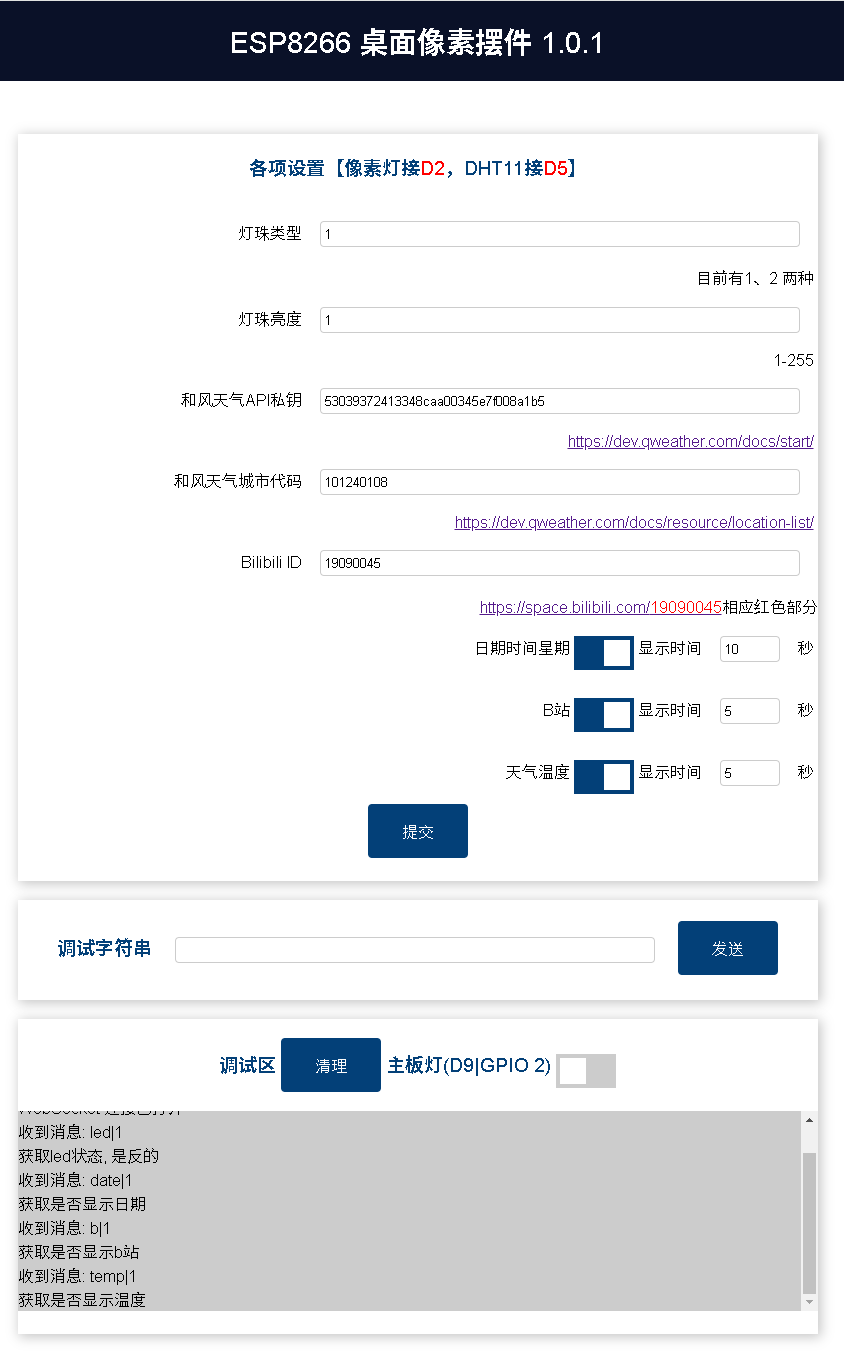 ESP8266 桌面像素摆件 1.0.1
各项设置【像素灯接D2，DHT11接D5】
灯珠类型 1
目前有1、2 两种
灯珠亮度 1
1-255
和风天气API私钥 53039372413348caa00345e7f008a1b5
https://dev.qweather.com/docs/start/
和风天气城市代码 101240108
https://dev.qweather.com/docs/resource/location-list/
Bilibili ID 19090045
https://space.bilibili.com/19090045相应红色部分
日期时间星期 显示时间 10 秒
B站 显示时间 5 秒
天气温度 显示时间 5 秒
提交
调试字符串 发送
调试区 清理 主板灯(D9|GPIO 2)
WebSocket 连接已打开
收到消息: led|1
获取led状态, 是反的
收到消息: date|1
获取是否显示日期
收到消息: b|1
获取是否显示b站
收到消息: temp|1
获取是否显示温度